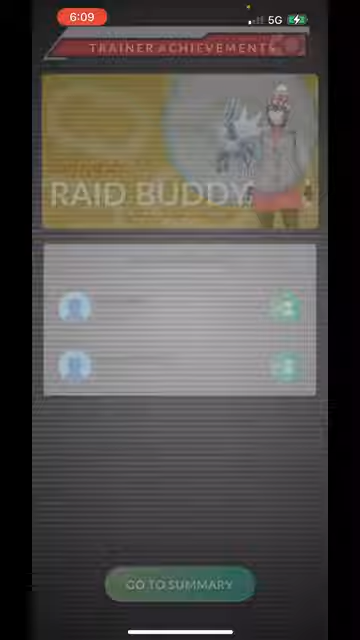 6:09
5G
TRAINER ACHIEVEMENTS
RAID BUDDY
GO TO SUMMARY